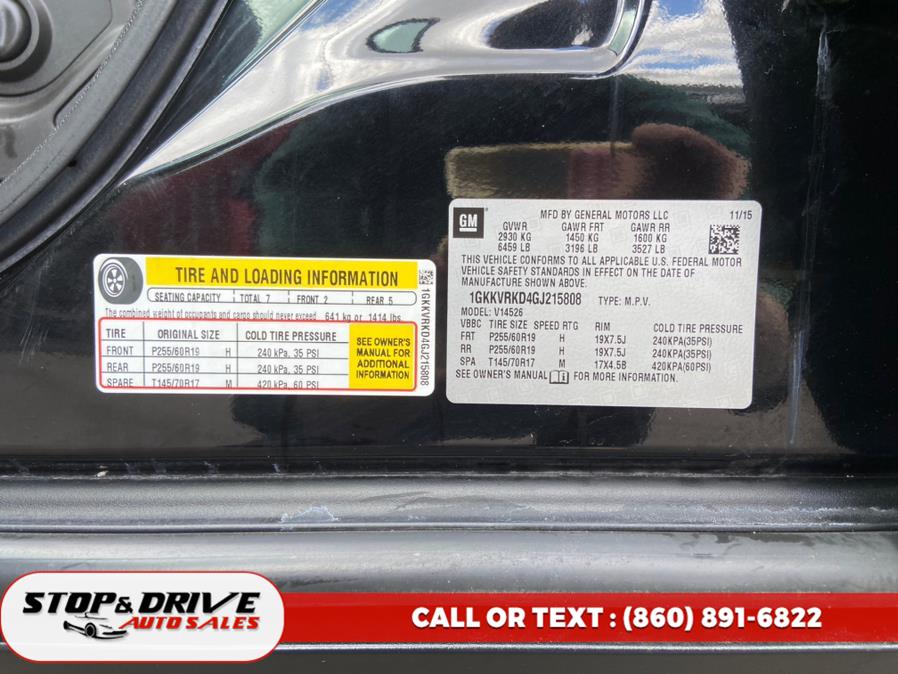 TIRE AND LOADING INFORMATION
SEATING CAPACITY TOTAL 7 FRONT 2 REAR 5
The combined weight of occupants and cargo should never exceed 641 kg or 1414 lbs.
TIRE ORIGINAL SIZE COLD TIRE PRESSURE
FRONT P255/60R19 H 240 kPa, 35 PSI
REAR P255/60R19 H 240 kPa, 35 PSI
SPARE T145/70R17 M 420 kPa, 60 PSI
SEE OWNER'S
MANUAL FOR
ADDITIONAL
INFORMATION
1GKKVRKD4GJ215808
GM
MFD BY GENERAL MOTORS LLC 11/15
GVWR GAWR FRT GAWR RR
2930 KG 1450 KG 1600 KG
6459 LB 3196 LB 3527 LB
THIS VEHICLE CONFORMS TO ALL APPLICABLE U.S. FEDERAL MOTOR
VEHICLE SAFETY STANDARDS IN EFFECT ON THE DATE OF
MANUFACTURE SHOWN ABOVE.
1GKKVRKD4GJ215808 TYPE: M.P.V.
MODEL: V14526
VBBC TIRE SIZE SPEED RTG RIM COLD TIRE PRESSURE
FRT P255/60R19 H 19X7.5J 240KPA(35PSI)
RR P255/60R19 H 19X7.5J 240KPA(35PSI)
SPA T145/70R17 M 17X4.5B 420KPA(60PSI)
SEE OWNER'S MANUAL FOR MORE INFORMATION.
STOP & DRIVE
AUTO SALES
CALL OR TEXT : (860) 891-6822